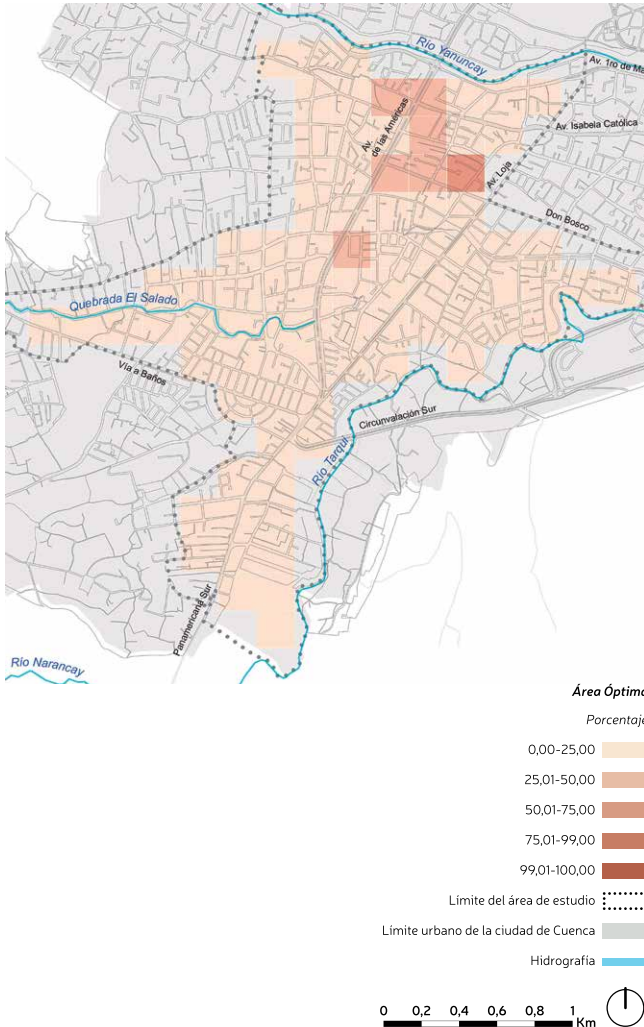 Río Yanuncay
Av. 1ro de Ma
Av.
de las Américas
Av. Isabela Católica
Av. Loja
Don Bosco
Quebrada El Salado
Vía a Baños
Circunvalación Sur
Río Tarqui
Panamericana Sur
Río Narancay
Área Óptima
Porcentaje
0,00-25,00
25,01-50,00
50,01-75,00
75,01-99,00
99,01-100,00
Límite del área de estudio
Límite urbano de la ciudad de Cuenca
Hidrografía
0 0,2 0,4 0,6 0,8 1
Km